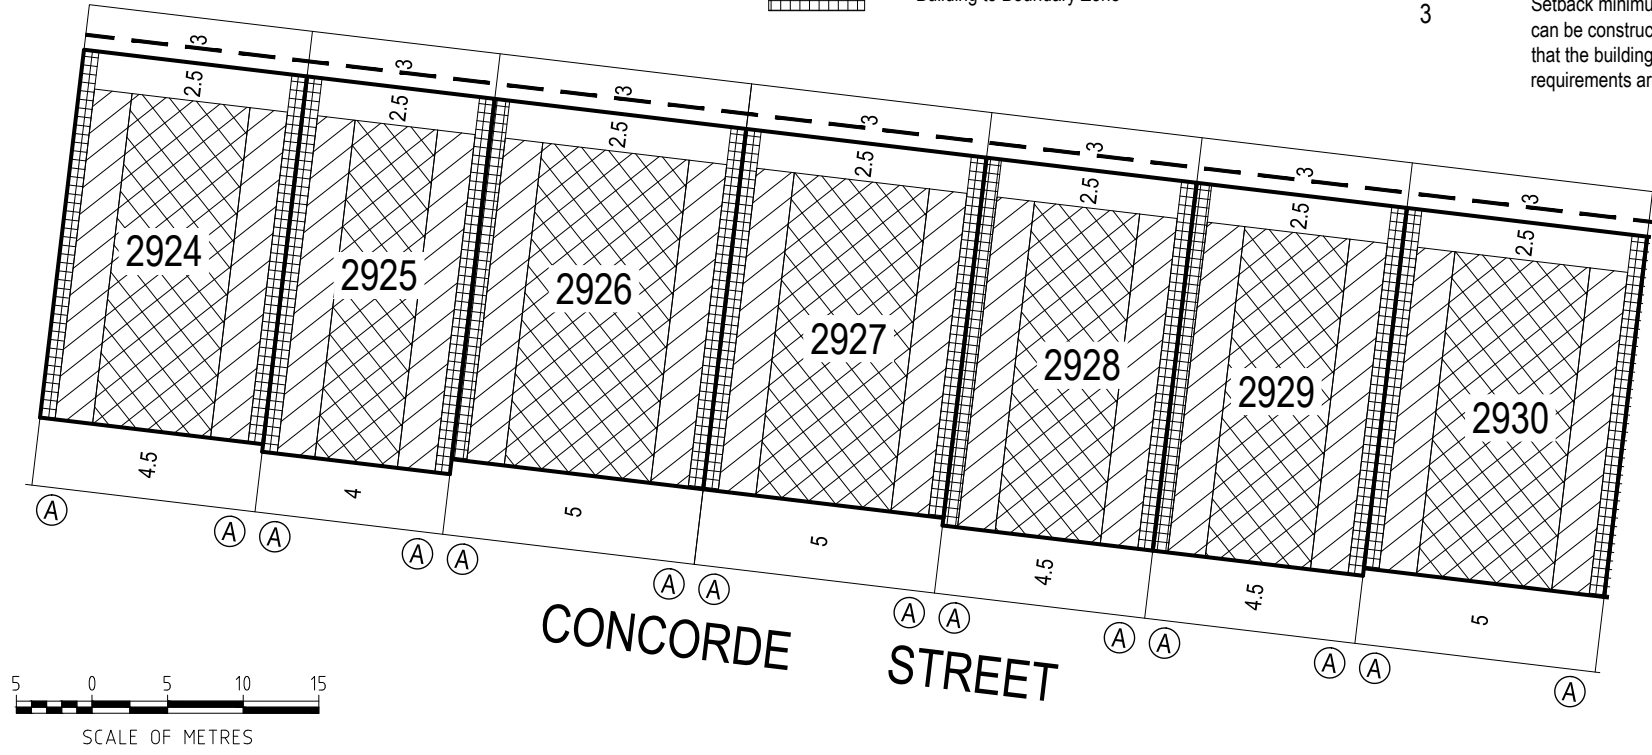 Building to Boundary Zone
3
Setback minimu
can be construc
that the building
requirements ar
3
3
3
3
3
3
3
2.5
2.5
2.5
2.5
2.5
2.5
2.5
2924
2925
2926
2927
2928
2929
2930
4.5
4
5
5
4.5
4.5
5
A
A A
A A
A A
A A
A A
A A
A
CONCORDE STREET
5 0 5 10 15
SCALE OF METRES